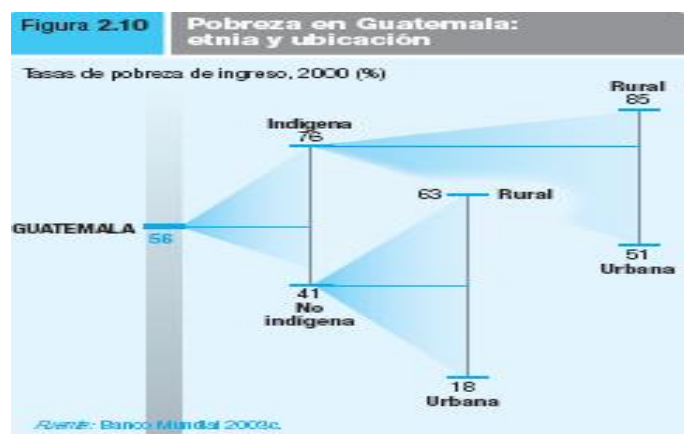 Figura 2.10
Pobreza en Guatemala:
etnia y ubicación
Tasas de pobreza de ingreso, 2000 (%)
Rural
85
Indígena
76
63
Rural
GUATEMALA
56
51
Urbana
41
No
indígena
18
Urbana
Fuente: Banco Mundial 2003c.